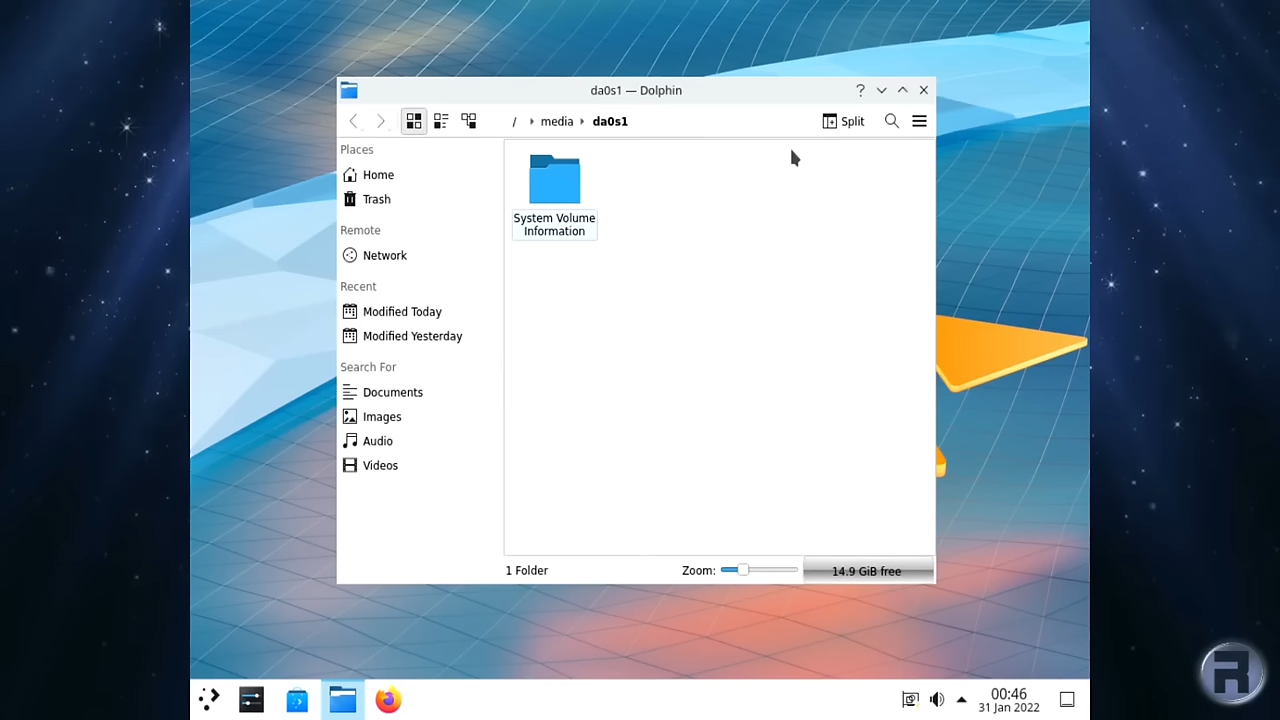 da0s1 — Dolphin
/ media da0s1
Split
Places
Home
Trash
Remote
Network
Recent
Modified Today
Modified Yesterday
Search For
Documents
Images
Audio
Videos
System Volume
Information
1 Folder
Zoom:
14.9 GiB free
00:46
31 Jan 2022
R